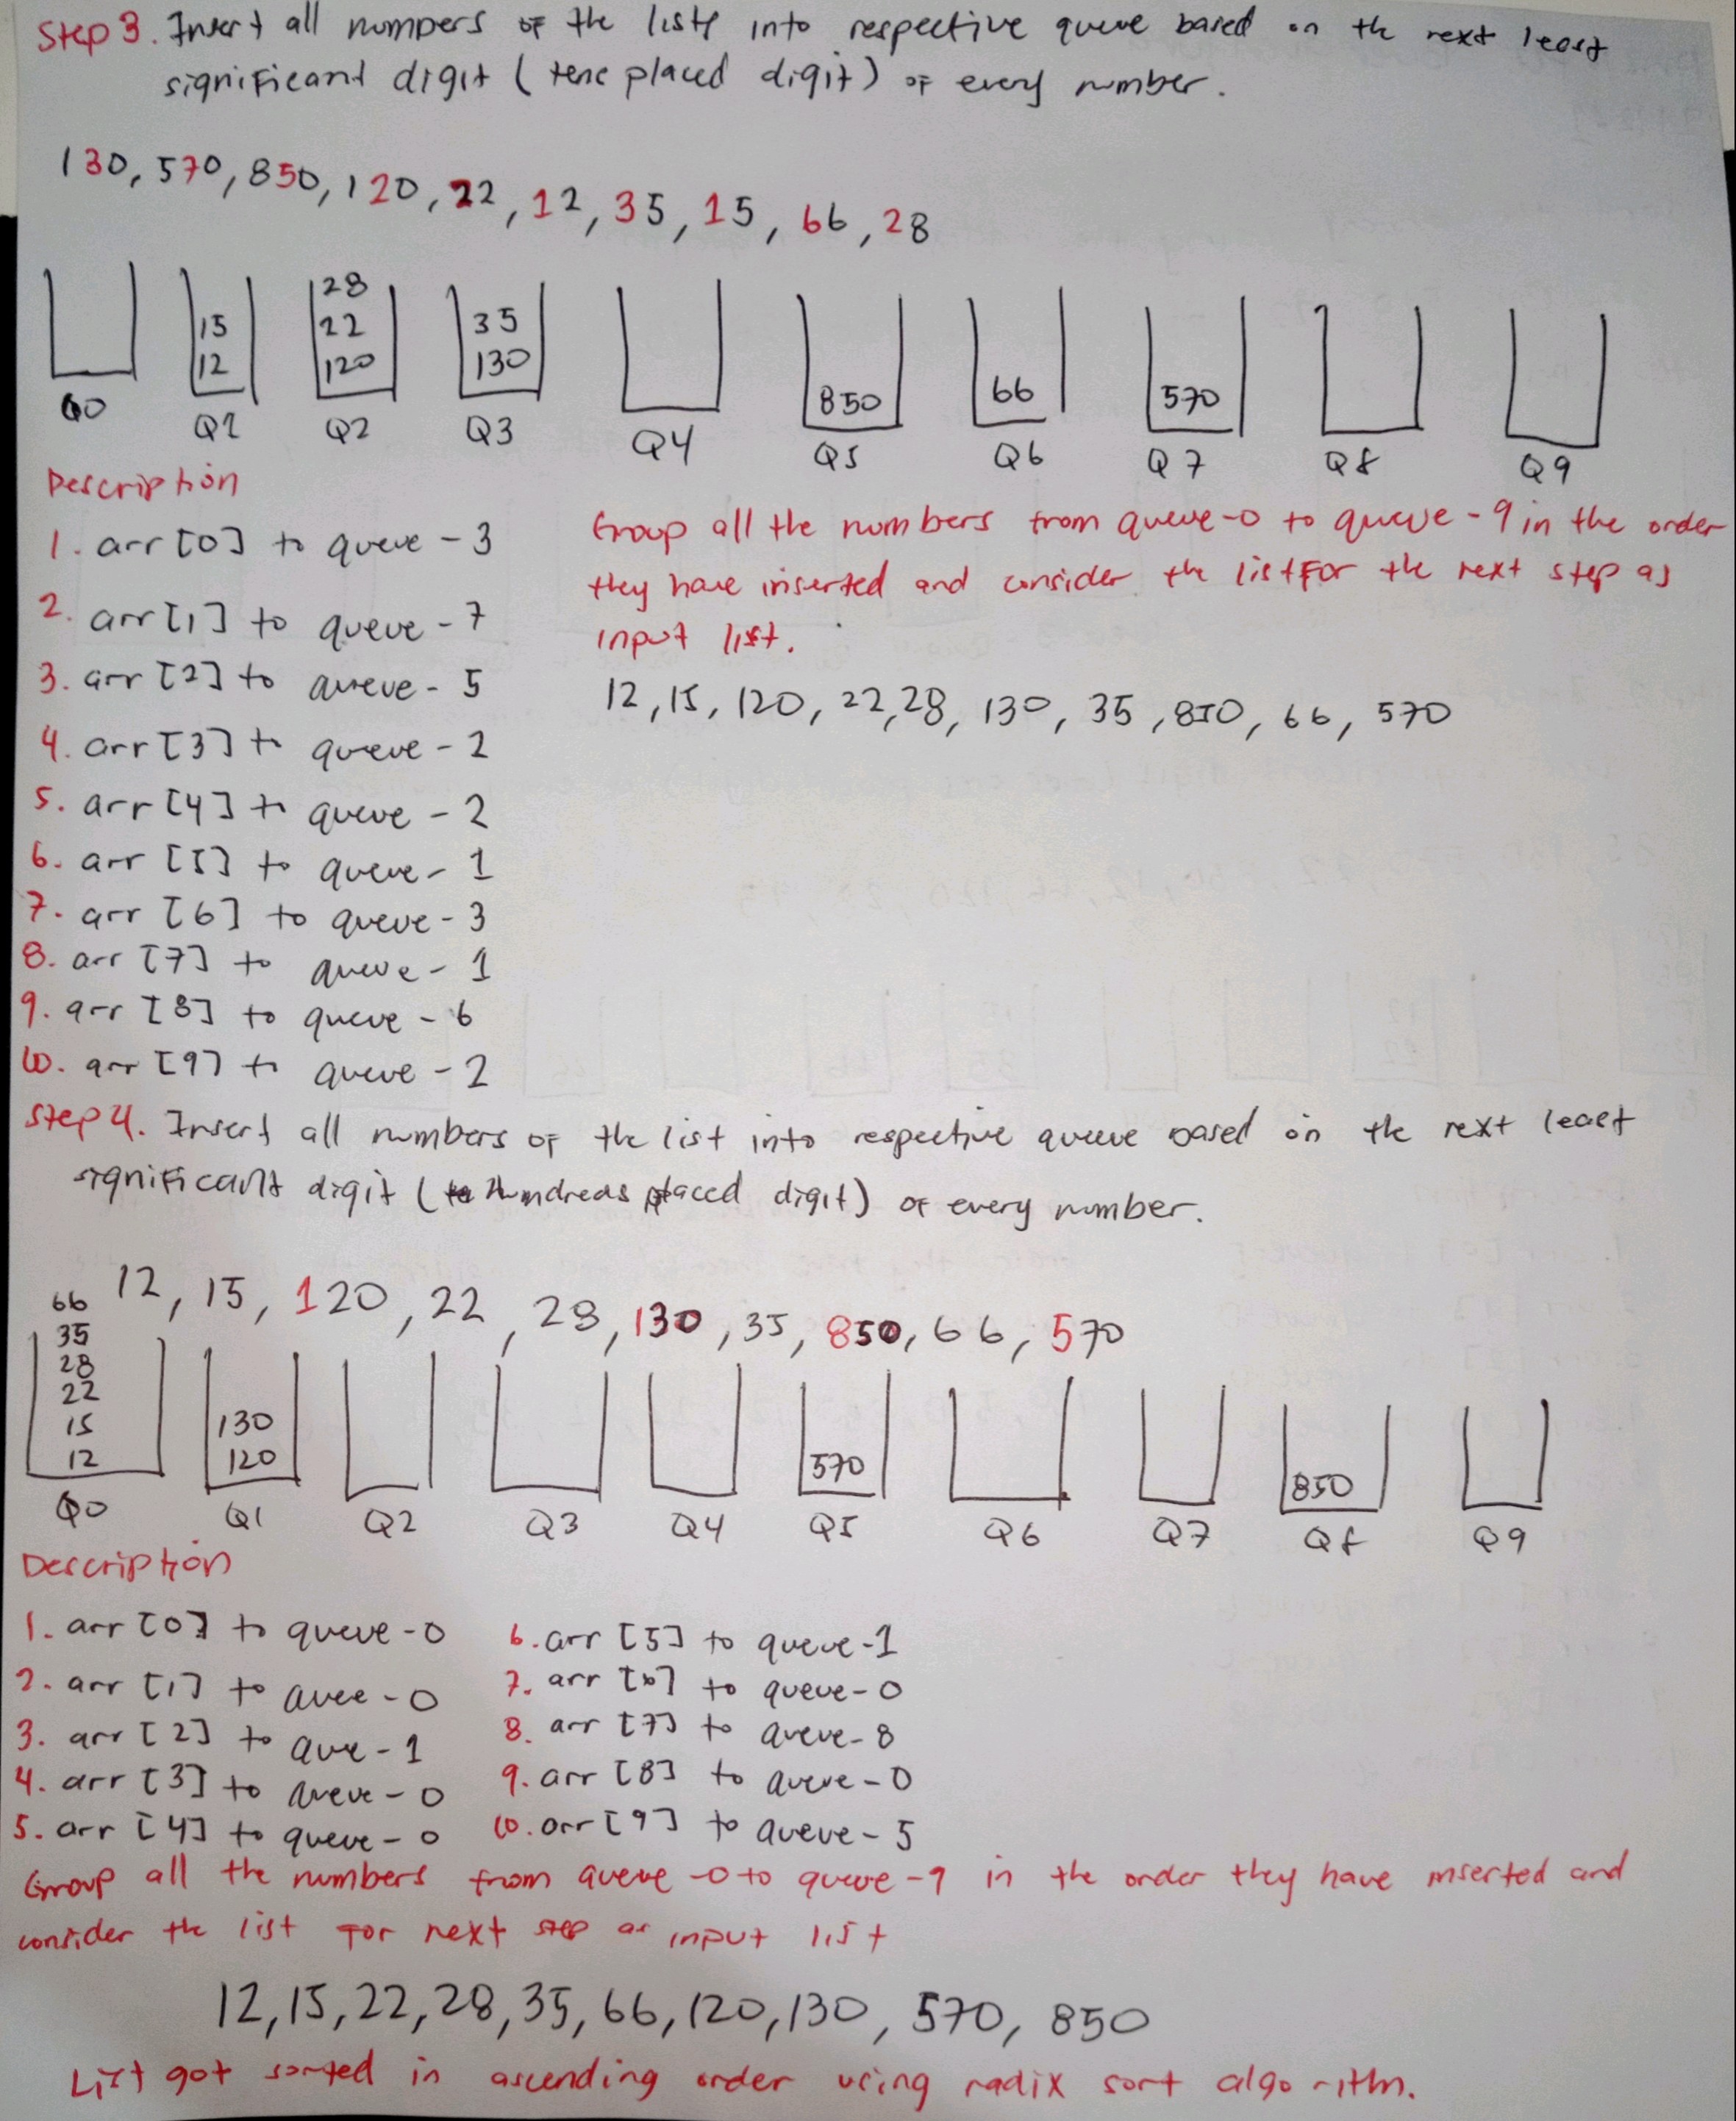 Step 3. Insert all numpers of the liste into respective queue based on the next least
significant digit (tens placed digit) of every number.
130, 570, 850, 120, 22, 12, 35, 15, 66, 28
28
15 22 35
12 120 130 850 66 570
Q0 Q1 Q2 Q3 Q4 Q5 Q6 Q7 Q8 Q9
Description
1. arr [0] to queue - 3
2. arr [1] to queue - 7
3. arr [2] to queue - 5
4. arr [3] to queue - 2
5. arr [4] to queue - 2
6. arr [5] to queue - 1
7. arr [6] to queue - 3
8. arr [7] to queue - 1
9. arr [8] to queue - 6
10. arr [9] to queue - 2
Group all the numbers from queue-0 to queue-9 in the order
they have inserted and consider the list for the next step as
input list.
12, 15, 120, 22, 28, 130, 35, 850, 66, 570
Step 4. Insert all numbers of the list into respective queue based on the next least
significant digit (Hundreds placed digit) of every number.
12, 15, 120, 22, 28, 130, 35, 850, 66, 570
66
35
28
22
15 130
12 120 570 850
Q0 Q1 Q2 Q3 Q4 Q5 Q6 Q7 Q8 Q9
Description
1. arr [0] to queue - 0
2. arr [1] to quee - 0
3. arr [2] to que - 1
4. arr [3] to queue - 0
5. arr [4] to queue - 0
6. arr [5] to queue - 1
7. arr [6] to queue - 0
8. arr [7] to queue - 8
9. arr [8] to queue - 0
10. arr [9] to queue - 5
Group all the numbers from queue -0 to queue -9 in the order they have inserted and
consider the list for next step as input list
12, 15, 22, 28, 35, 66, 120, 130, 570, 850
List got sorted in ascending order using radix sort algorithm.